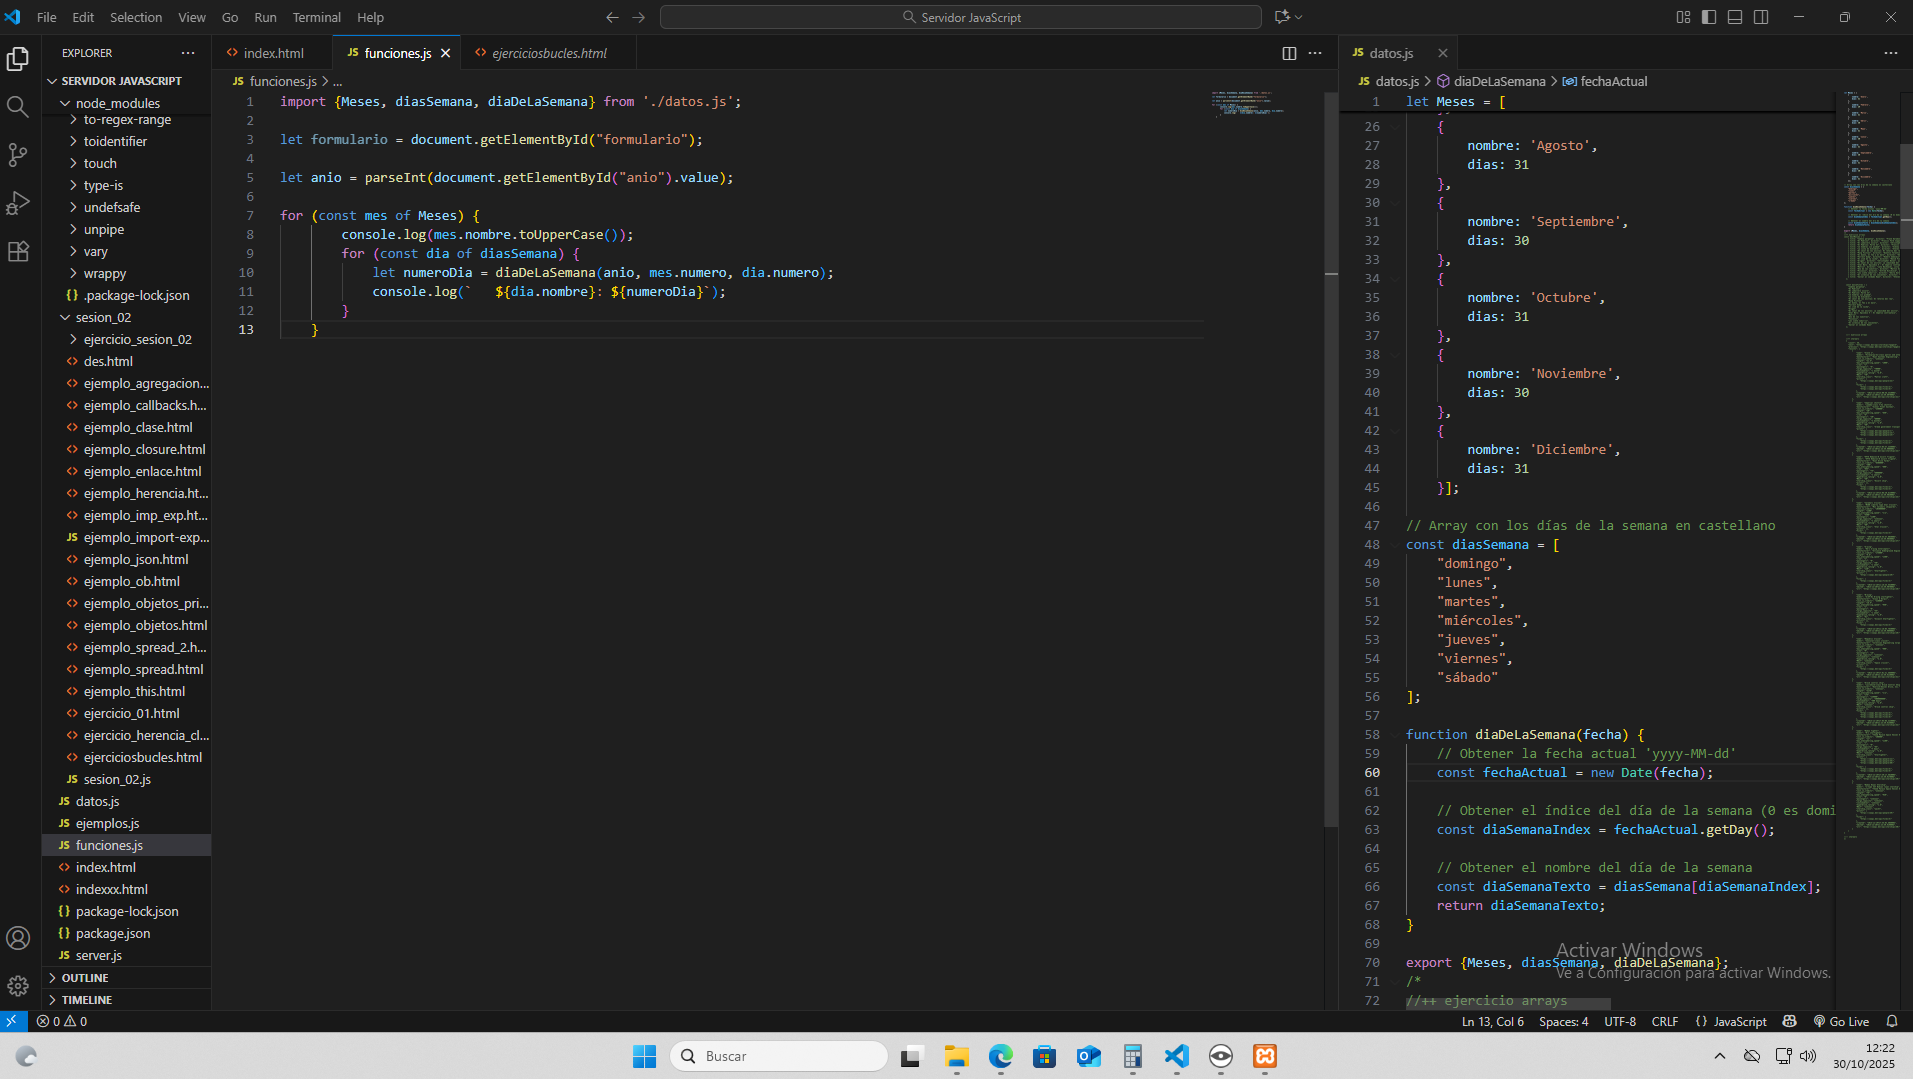 File Edit Selection View Go Run Terminal Help
Servidor JavaScript
EXPLORER
SERVIDOR JAVASCRIPT
node_modules
to-regex-range
toidentifier
touch
type-is
undefsafe
unpipe
vary
wrappy
{} .package-lock.json
sesion_02
ejercicio_sesion_02
des.html
ejemplo_agregacion...
ejemplo_callbacks.h...
ejemplo_clase.html
ejemplo_closure.html
ejemplo_enlace.html
ejemplo_herencia.ht...
ejemplo_imp_exp.ht...
JS ejemplo_import-exp...
ejemplo_json.html
ejemplo_ob.html
ejemplo_objetos_pri...
ejemplo_objetos.html
ejemplo_spread_2.h...
ejemplo_spread.html
ejemplo_this.html
ejercicio_01.html
ejercicio_herencia_cl...
ejerciciosbucles.html
JS sesion_02.js
JS datos.js
JS ejemplos.js
JS funciones.js
index.html
indexxx.html
{} package-lock.json
{} package.json
JS server.js
OUTLINE
TIMELINE
index.html JS funciones.js ejerciciosbucles.html
JS funciones.js > ...
1 import {Meses, diasSemana, diaDeLaSemana} from './datos.js';
2
3 let formulario = document.getElementById("formulario");
4
5 let anio = parseInt(document.getElementById("anio").value);
6
7 for (const mes of Meses) {
8 console.log(mes.nombre.toUpperCase());
9 for (const dia of diasSemana) {
10 let numeroDia = diaDeLaSemana(anio, mes.numero, dia.numero);
11 console.log(`   ${dia.nombre}: ${numeroDia}`);
12 }
13 }
JS datos.js
JS datos.js > diaDeLaSemana > fechaActual
1 let Meses = [
26 {
27 nombre: 'Agosto',
28 dias: 31
29 },
30 {
31 nombre: 'Septiembre',
32 dias: 30
33 },
34 {
35 nombre: 'Octubre',
36 dias: 31
37 },
38 {
39 nombre: 'Noviembre',
40 dias: 30
41 },
42 {
43 nombre: 'Diciembre',
44 dias: 31
45 }];
46
47 // Array con los días de la semana en castellano
48 const diasSemana = [
49 "domingo",
50 "lunes",
51 "martes",
52 "miércoles",
53 "jueves",
54 "viernes",
55 "sábado"
56 ];
57
58 function diaDeLaSemana(fecha) {
59 // Obtener la fecha actual 'yyyy-MM-dd'
60 const fechaActual = new Date(fecha);
61
62 // Obtener el índice del día de la semana (0 es domi
63 const diaSemanaIndex = fechaActual.getDay();
64
65 // Obtener el nombre del día de la semana
66 const diaSemanaTexto = diasSemana[diaSemanaIndex];
67 return diaSemanaTexto;
68 }
69
70 export {Meses, diasSemana, diaDeLaSemana};
71 /*
72 //++ ejercicio arrays
Activar Windows
Ve a Configuración para activar Windows.
0 0
Ln 13, Col 6 Spaces: 4 UTF-8 CRLF {} JavaScript Go Live
Buscar
12:22
30/10/2025